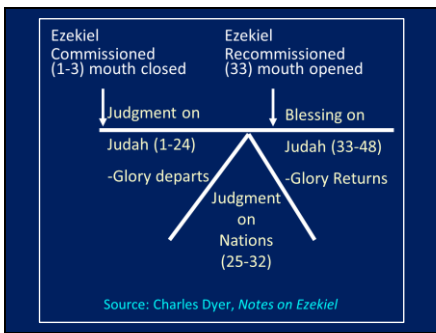 Ezekiel
Commissioned
(1-3) mouth closed
Ezekiel
Recommissioned
(33) mouth opened
Judgment on
Judah (1-24)
-Glory departs
Blessing on
Judah (33-48)
-Glory Returns
Judgment
on
Nations
(25-32)
Source: Charles Dyer, Notes on Ezekiel